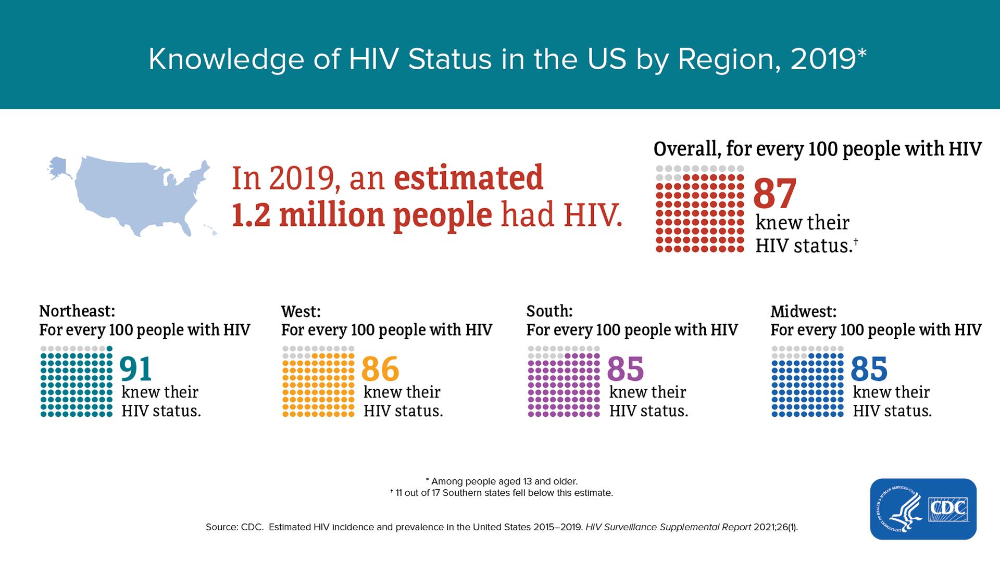 Knowledge of HIV Status in the US by Region, 2019*
In 2019, an estimated
1.2 million people had HIV.
Overall, for every 100 people with HIV
87
knew their
HIV status.†
Northeast:
For every 100 people with HIV
91
knew their
HIV status.
West:
For every 100 people with HIV
86
knew their
HIV status.
South:
For every 100 people with HIV
85
knew their
HIV status.
Midwest:
For every 100 people with HIV
85
knew their
HIV status.
* Among people aged 13 and older.
† 11 out of 17 Southern states fell below this estimate.
Source: CDC. Estimated HIV incidence and prevalence in the United States 2015–2019. HIV Surveillance Supplemental Report 2021;26(1).
DEPARTMENT OF HEALTH & HUMAN SERVICES•USA
CDC